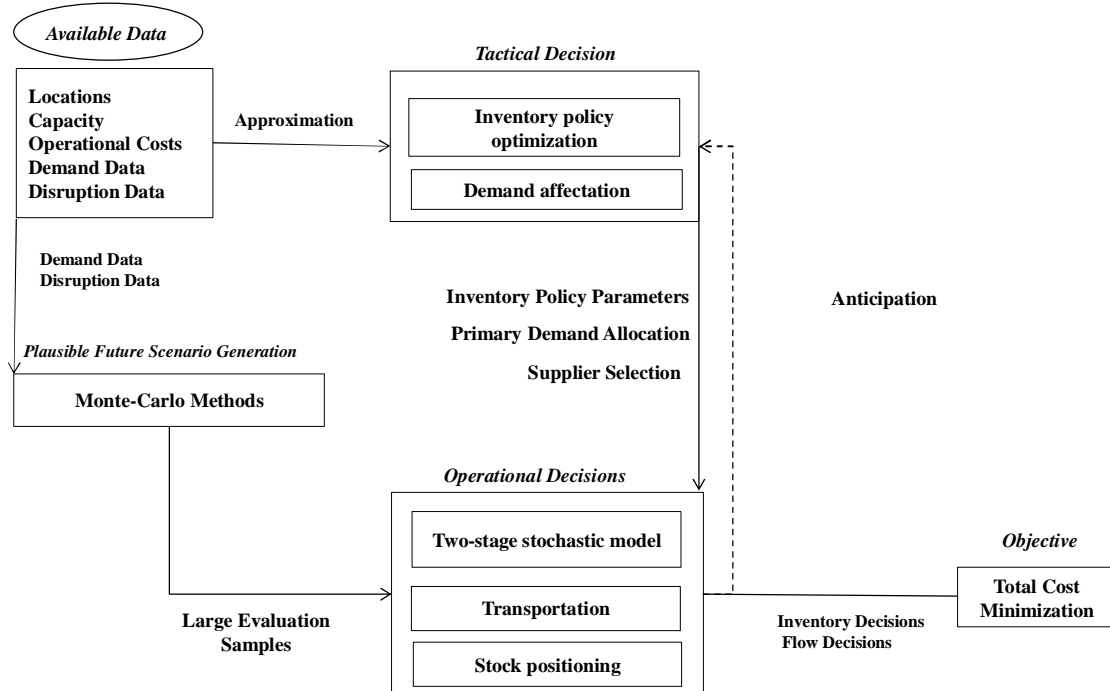 Available Data
Locations
Capacity
Operational Costs
Demand Data
Disruption Data
Approximation
Tactical Decision
Inventory policy
optimization
Demand affectation
Demand Data
Disruption Data
Inventory Policy Parameters
Primary Demand Allocation
Supplier Selection
Anticipation
Plausible Future Scenario Generation
Monte-Carlo Methods
Large Evaluation
Samples
Operational Decisions
Two-stage stochastic model
Transportation
Stock positioning
Inventory Decisions
Flow Decisions
Objective
Total Cost
Minimization